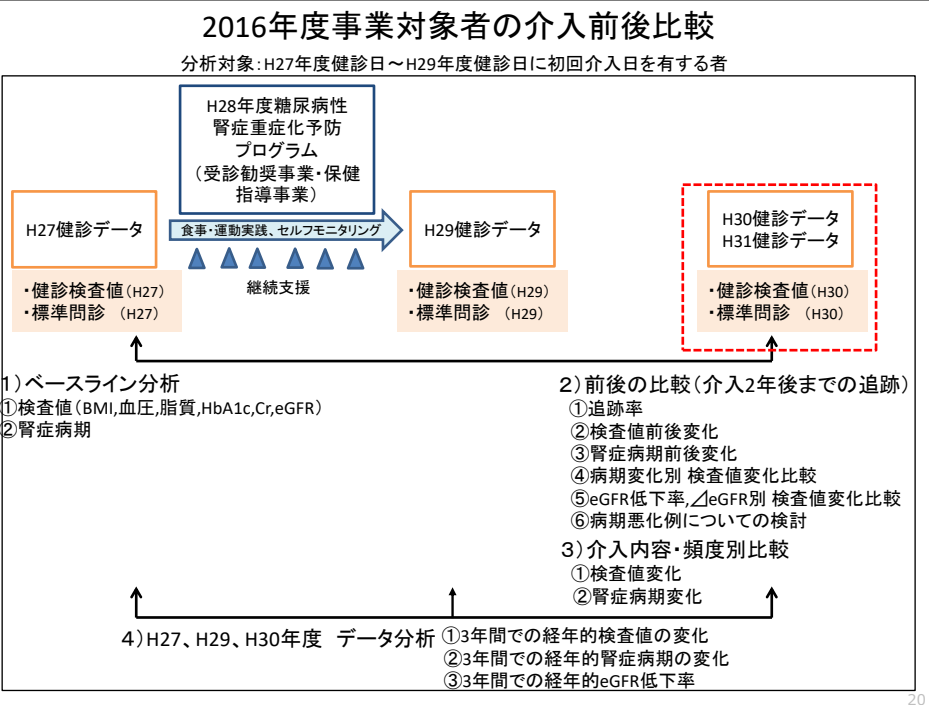 2016年度事業対象者の介入前後比較
分析対象:H27年度健診日～H29年度健診日に初回介入日を有する者
H28年度糖尿病性
腎症重症化予防
プログラム
(受診勧奨事業・保健
指導事業)
H27健診データ
食事・運動実践、セルフモニタリング
H29健診データ
H30健診データ
H31健診データ
継続支援
・健診検査値(H27)
・標準問診 (H27)
・健診検査値(H29)
・標準問診 (H29)
・健診検査値(H30)
・標準問診 (H30)
1)ベースライン分析
①検査値(BMI,血圧,脂質,HbA1c,Cr,eGFR)
②腎症病期
2)前後の比較(介入2年後までの追跡)
①追跡率
②検査値前後変化
③腎症病期前後変化
④病期変化別 検査値変化比較
⑤eGFR低下率,⊿eGFR別 検査値変化比較
⑥病期悪化例についての検討
3)介入内容・頻度別比較
①検査値変化
②腎症病期変化
4)H27、H29、H30年度 データ分析
①3年間での経年的検査値の変化
②3年間での経年的腎症病期の変化
③3年間での経年的eGFR低下率
20